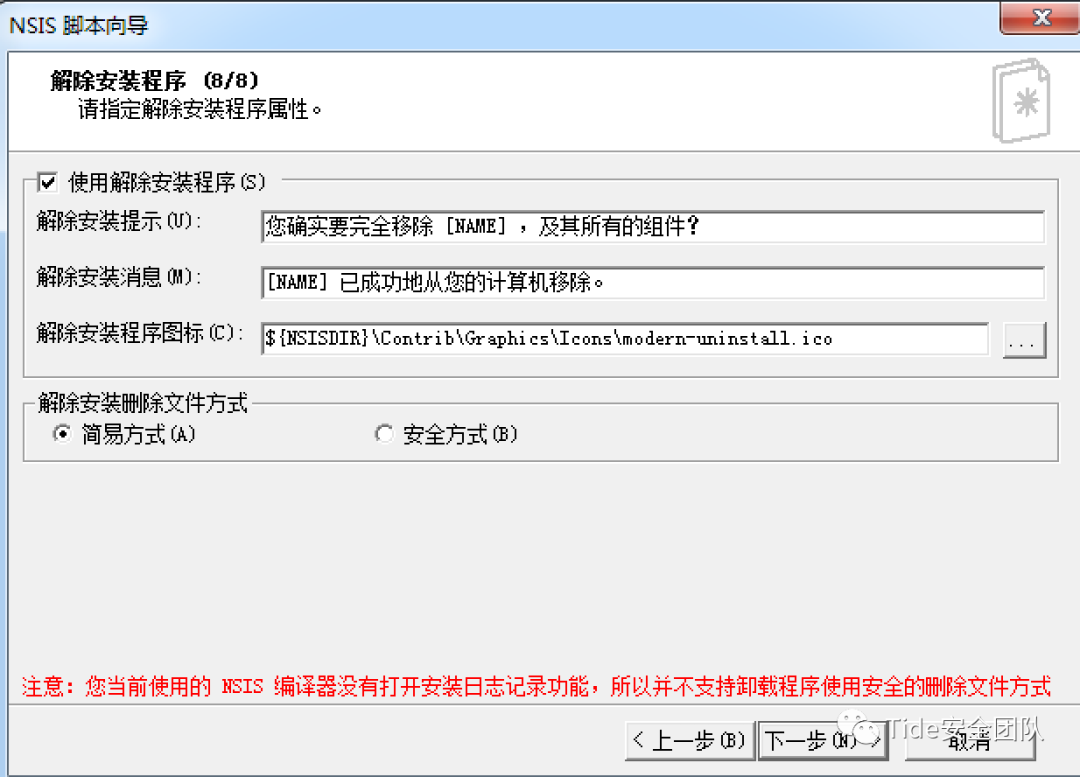 NSIS 脚本向导
解除安装程序 (8/8)
请指定解除安装程序属性。
使用解除安装程序(S)
解除安装提示(U): 您确实要完全移除 [NAME] ，及其所有的组件？
解除安装消息(M): [NAME] 已成功地从您的计算机移除。
解除安装程序图标(C): ${NSISDIR}\Contrib\Graphics\Icons\modern-uninstall.ico ...
解除安装删除文件方式
简易方式(A) 安全方式(B)
注意: 您当前使用的 NSIS 编译器没有打开安装日志记录功能，所以并不支持卸载程序使用安全的删除文件方式
< 上一步(B) 下一步(N) > 取消
Tide安全团队